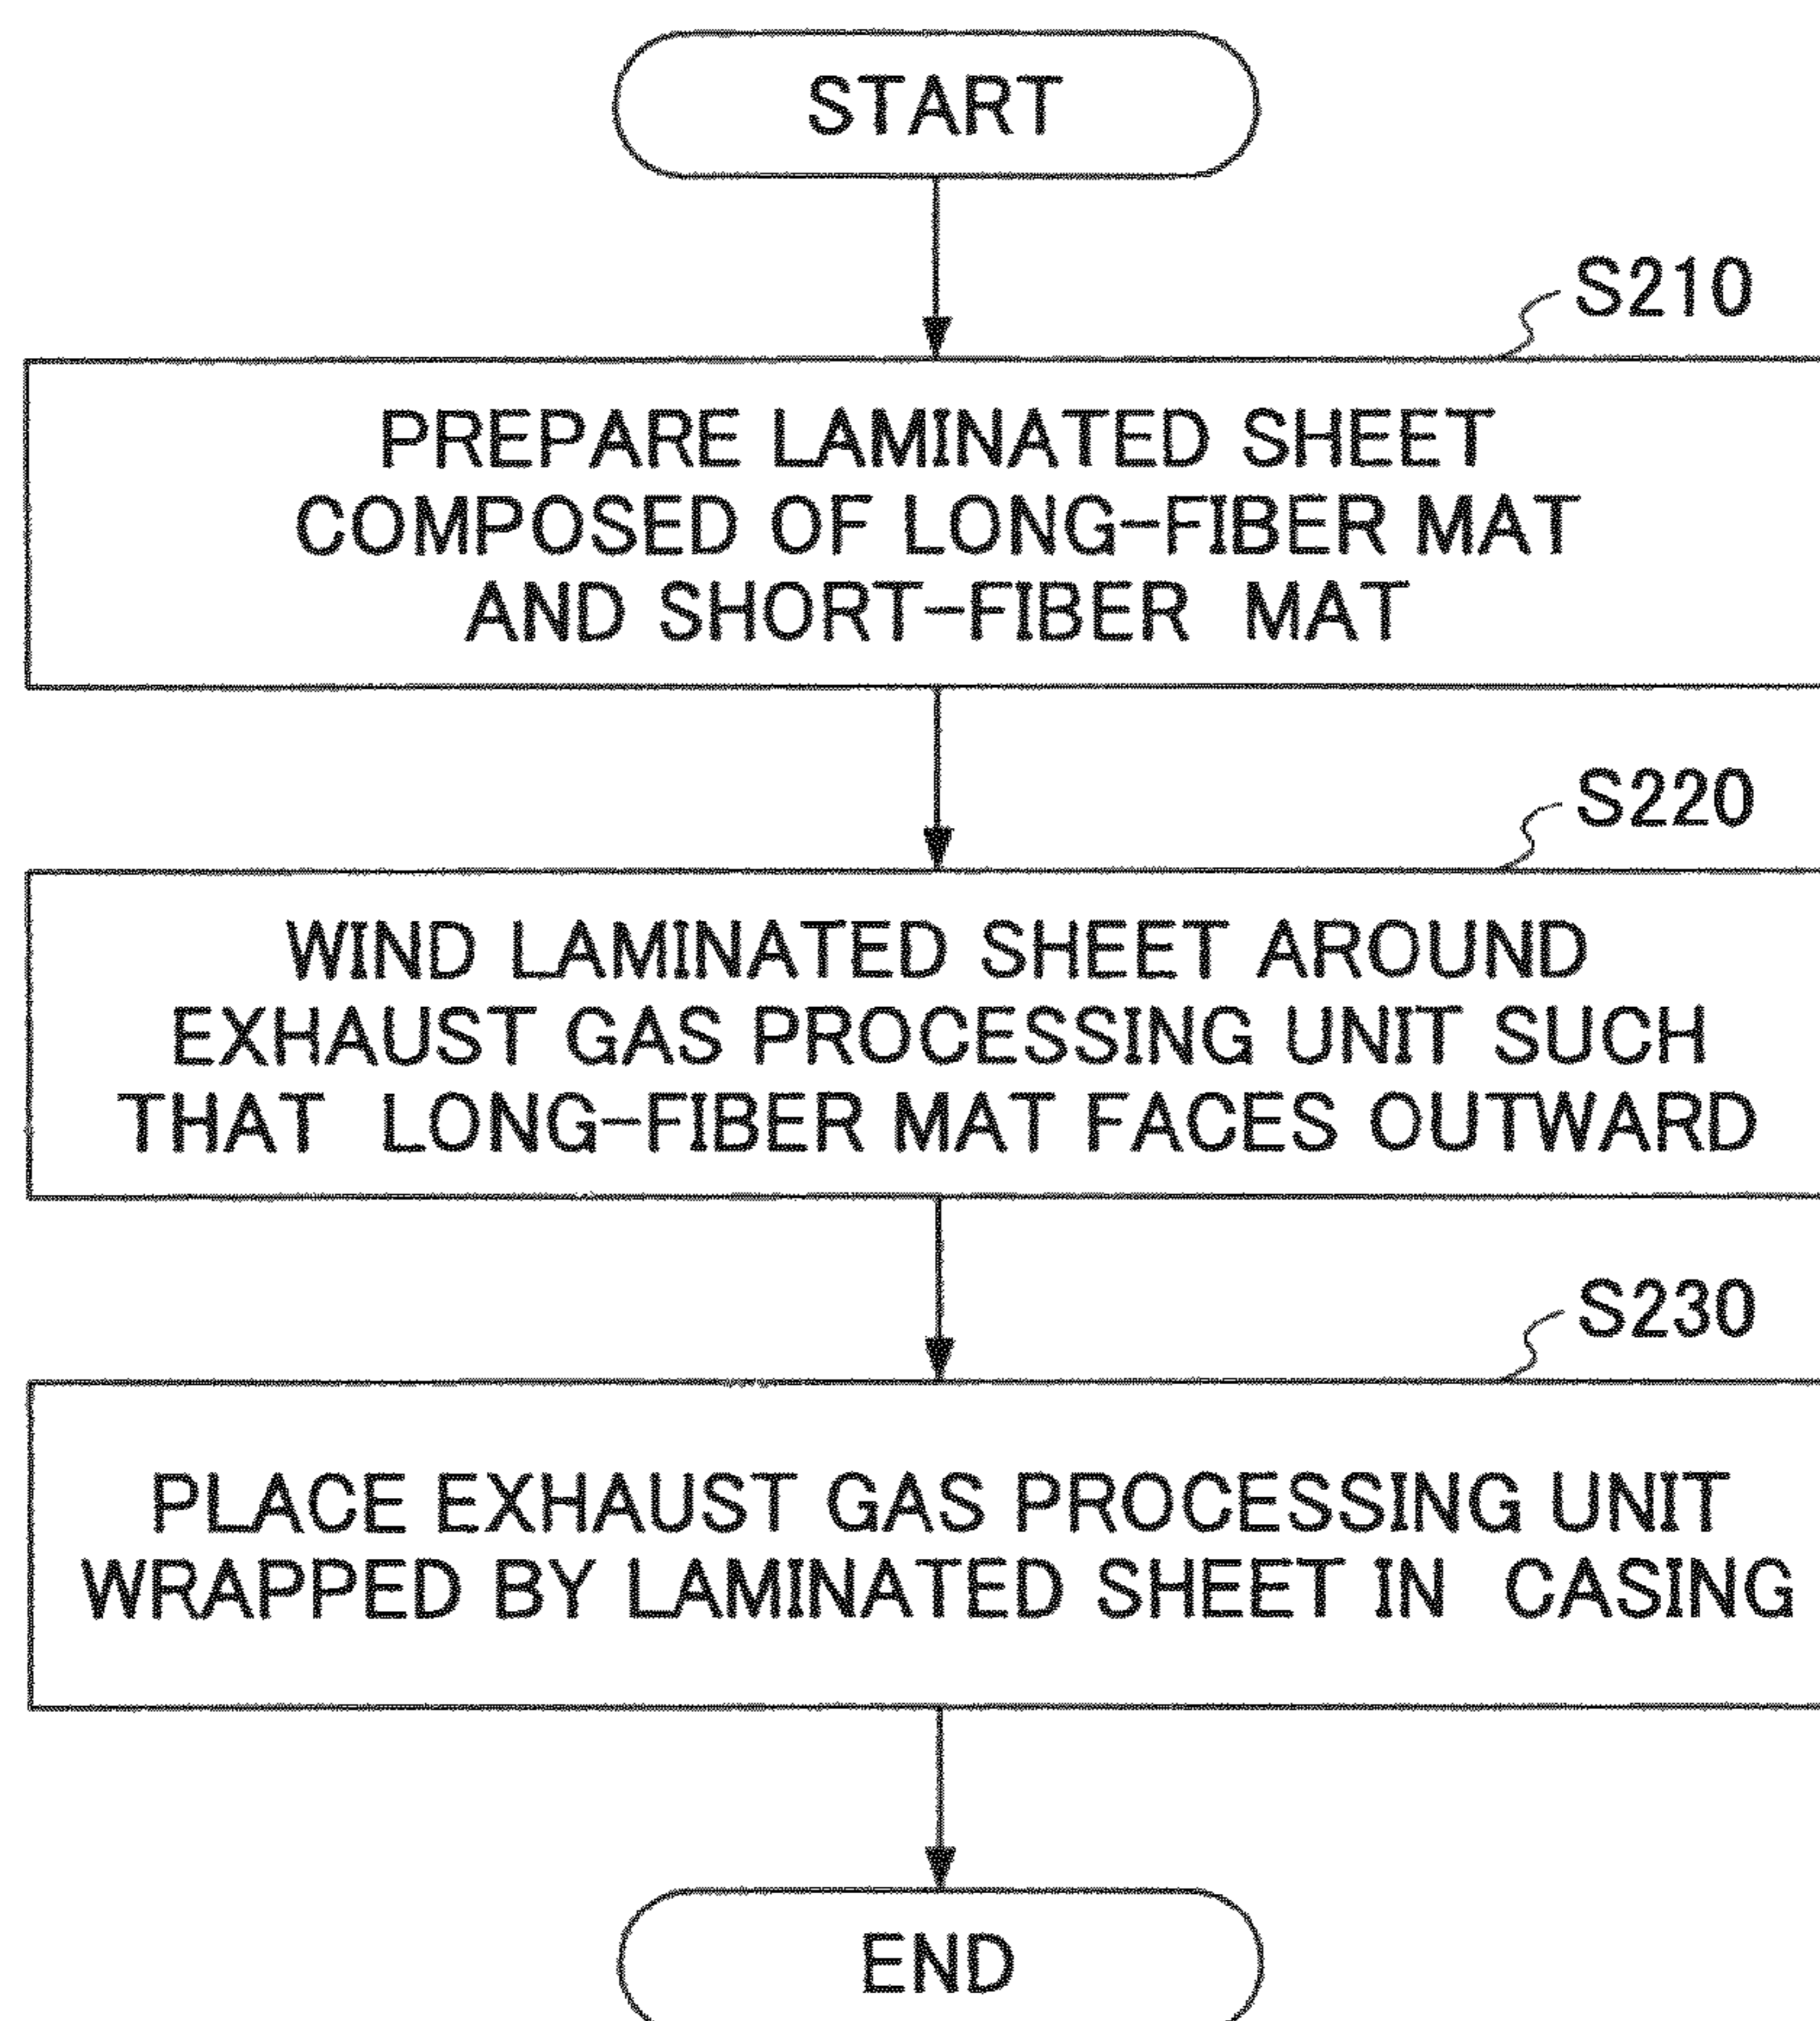 START
S210
PREPARE LAMINATED SHEET
COMPOSED OF LONG-FIBER MAT
AND SHORT-FIBER MAT
S220
WIND LAMINATED SHEET AROUND
EXHAUST GAS PROCESSING UNIT SUCH
THAT LONG-FIBER MAT FACES OUTWARD
S230
PLACE EXHAUST GAS PROCESSING UNIT
WRAPPED BY LAMINATED SHEET IN CASING
END